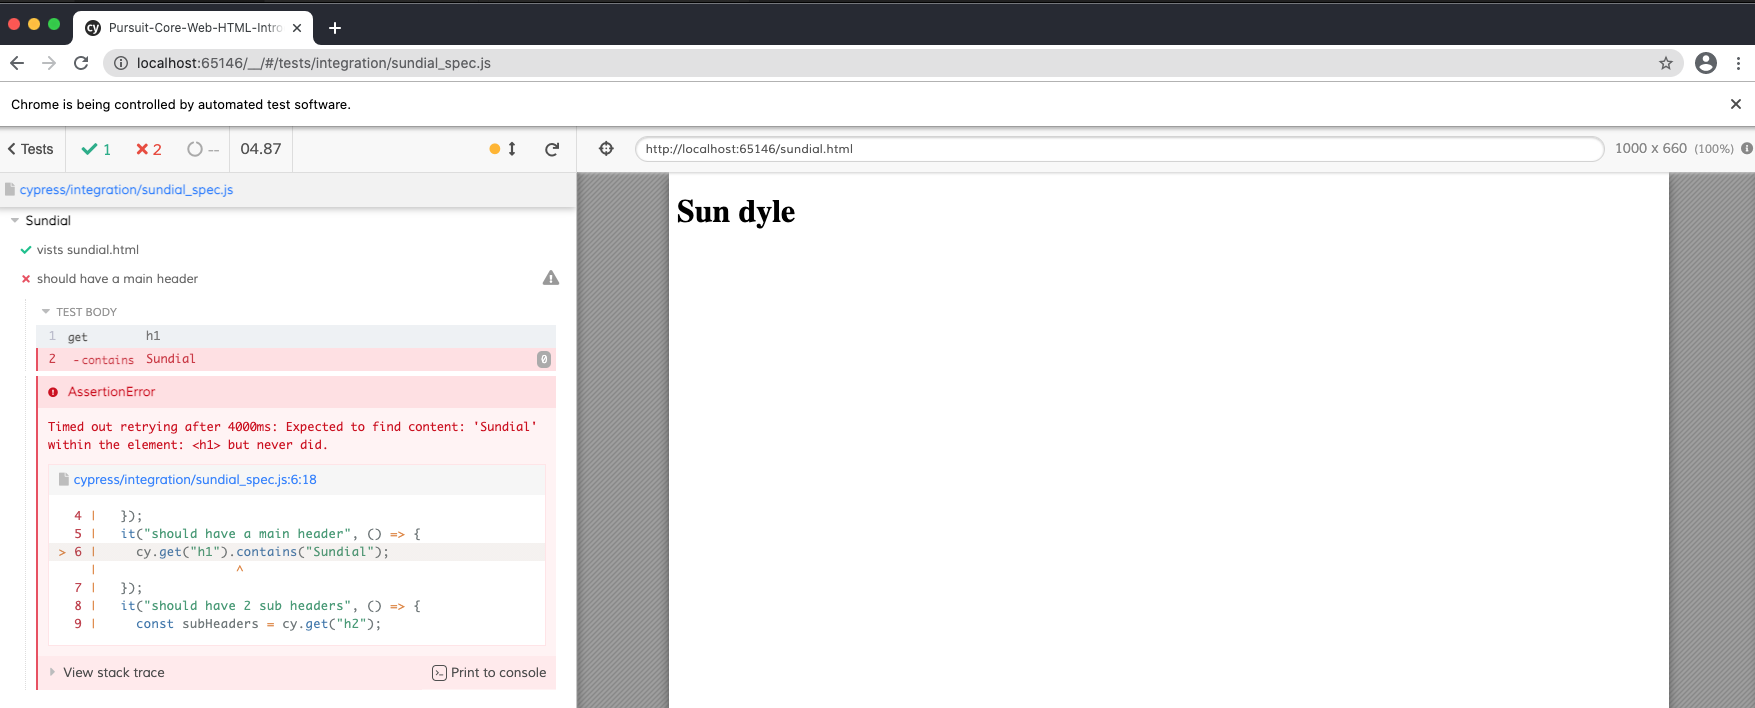 cy Pursuit-Core-Web-HTML-Intro
localhost:65146/__/#/tests/integration/sundial_spec.js
Chrome is being controlled by automated test software.
Tests 1 2 -- 04.87
http://localhost:65146/sundial.html 1000 x 660 (100%)
cypress/integration/sundial_spec.js
Sundial
vists sundial.html
should have a main header
TEST BODY
1 get h1
2 -contains Sundial 0
AssertionError
Timed out retrying after 4000ms: Expected to find content: 'Sundial'
within the element: <h1> but never did.
cypress/integration/sundial_spec.js:6:18
4 | });
5 | it("should have a main header", () => {
> 6 | cy.get("h1").contains("Sundial");
| ^
7 | });
8 | it("should have 2 sub headers", () => {
9 | const subHeaders = cy.get("h2");
View stack trace Print to console
Sun dyle